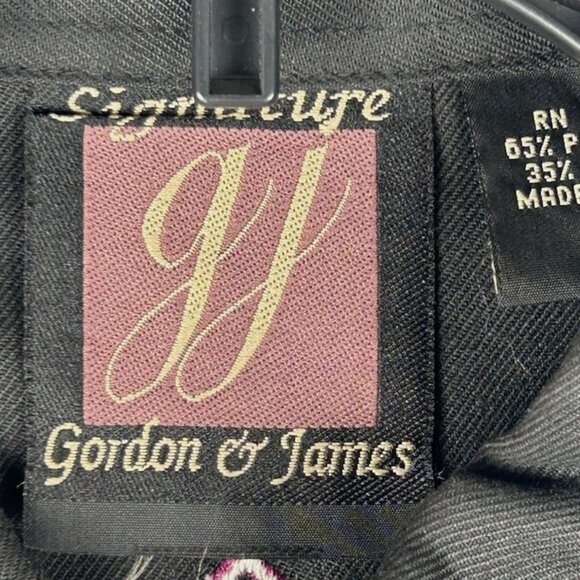 Signature
gj
Gordon & James
RN
65% P
35%
MADE